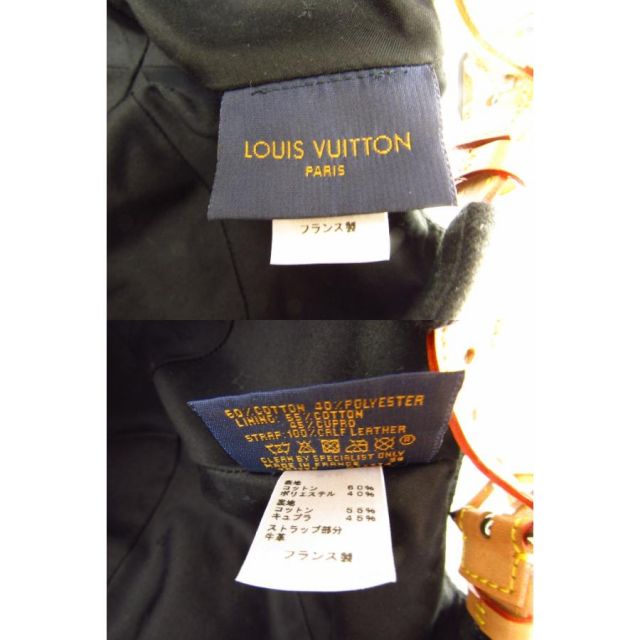 LOUIS VUITTON
PARIS
フランス製
60% COTTON 40% POLYESTER
LINING: 55% COTTON
45% CUPRO
STRAP: 100% CALF LEATHER
CLEAN BY SPECIALIST ONLY
MADE IN FRANCE
表地
コットン 60%
ポリエステル 40%
裏地
コットン 55%
キュプラ 45%
ストラップ部分
牛革
フランス製